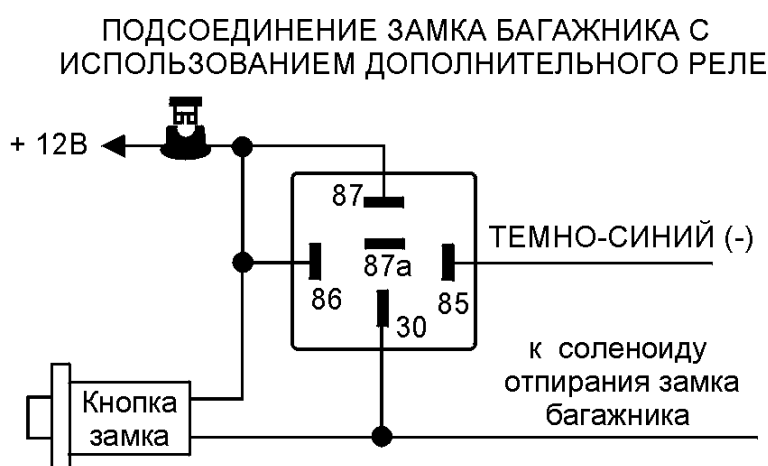 ПОДСОЕДИНЕНИЕ ЗАМКА БАГАЖНИКА С
ИСПОЛЬЗОВАНИЕМ ДОПОЛНИТЕЛЬНОГО РЕЛЕ
+ 12В
87
87а
86
85
30
ТЕМНО-СИНИЙ (-)
к соленоиду
отпирания замка
багажника
Кнопка
замка